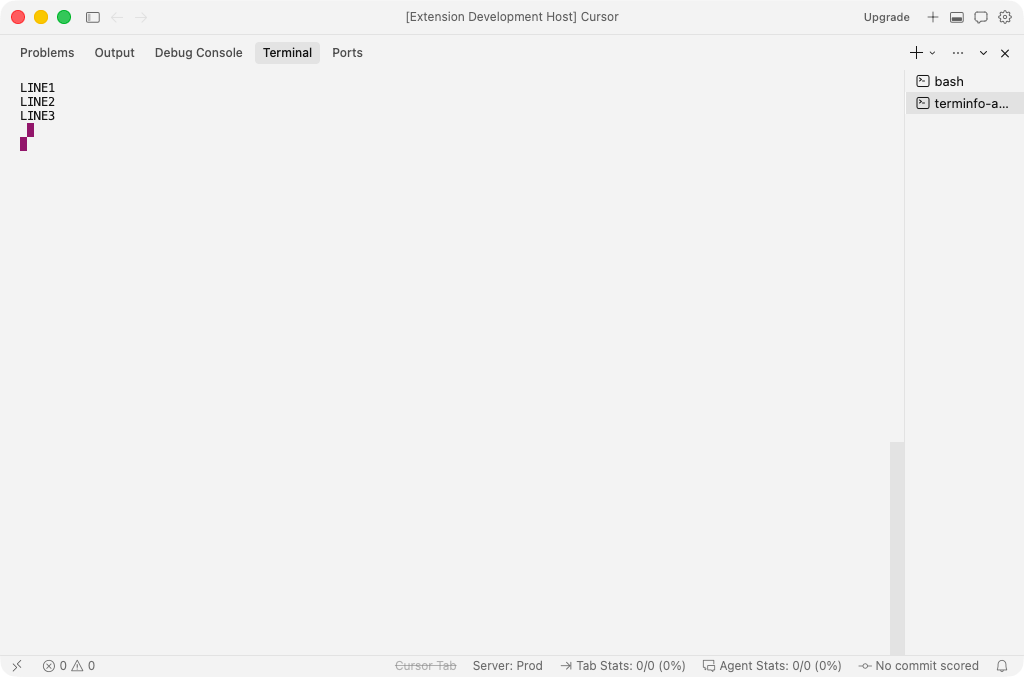 [Extension Development Host] Cursor
Upgrade
Problems Output Debug Console Terminal Ports
LINE1
LINE2
LINE3
bash
terminfo-a...
0 0 Cursor Tab Server: Prod Tab Stats: 0/0 (0%) Agent Stats: 0/0 (0%) No commit scored